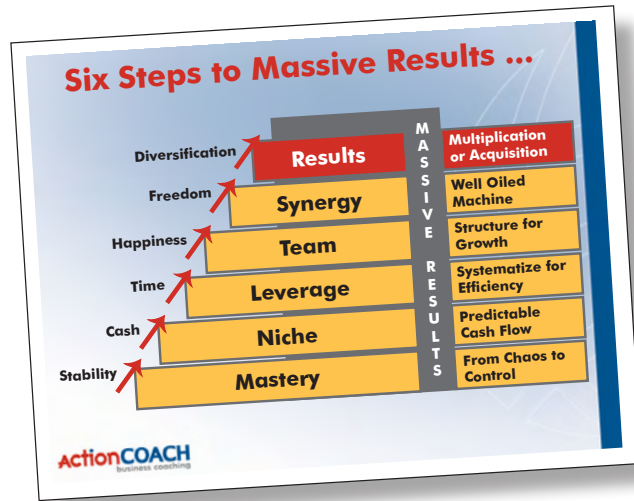 Six Steps to Massive Results ...
Diversification
Results
Multiplication
or Acquisition
Freedom
Synergy
Well Oiled
Machine
Happiness
Team
Structure for
Growth
Time
Leverage
Systematize for
Efficiency
Cash
Niche
Predictable
Cash Flow
Stability
Mastery
From Chaos to
Control
MASSIVE RESULTS
ActionCOACH
business coaching